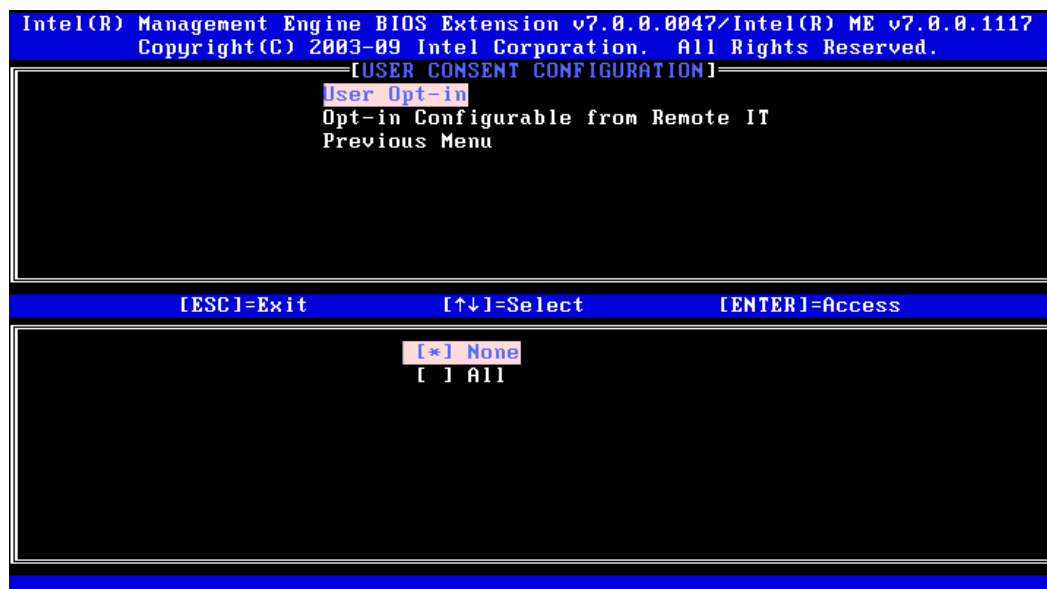 Intel(R) Management Engine BIOS Extension v7.0.0.0047/Intel(R) ME v7.0.0.1117
Copyright(C) 2003-09 Intel Corporation. All Rights Reserved.
[USER CONSENT CONFIGURATION]
User Opt-in
Opt-in Configurable from Remote IT
Previous Menu
[ESC]=Exit [↑↓]=Select [ENTER]=Access
[*] None
[ ] All